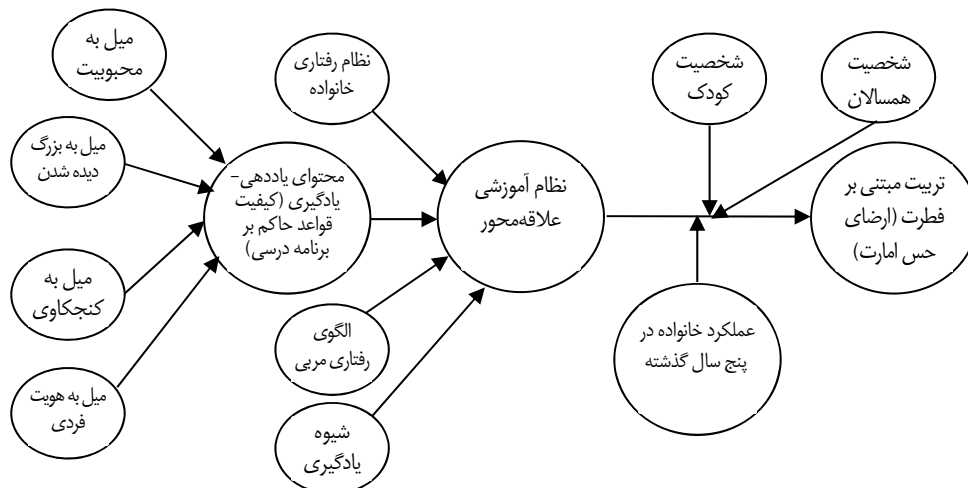 میل به
محبوبیت
میل به بزرگ
دیده شدن
میل به
کنجکاوی
میل به هویت
فردی
محتوای یاددهی-
یادگیری (کیفیت
قواعد حاکم بر
برنامه درسی)
نظام رفتاری
خانواده
نظام آموزشی
علاقه‌محور
الگوی
رفتاری مربی
شیوه
یادگیری
شخصیت
کودک
شخصیت
همسالان
عملکرد خانواده در
پنج سال گذشته
تربیت مبتنی بر
فطرت (ارضای
حس امارت)